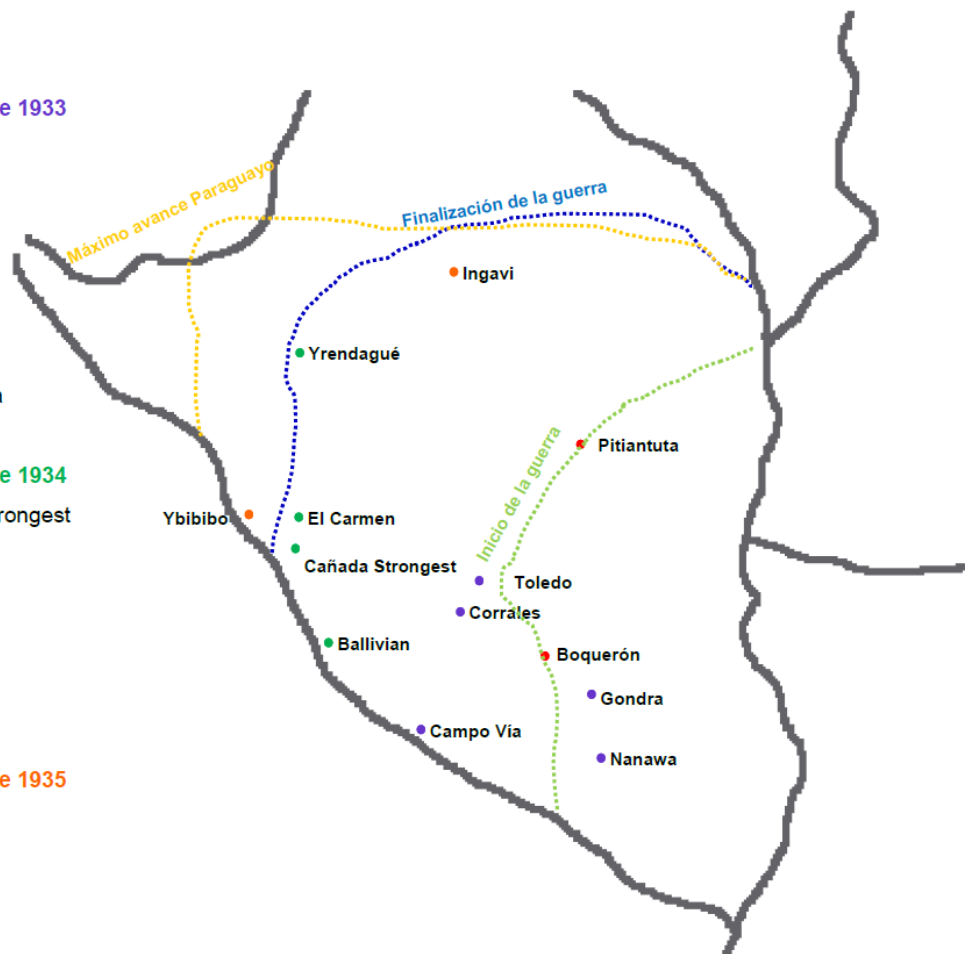 e 1933
Máximo avance Paraguayo
Finalización de la guerra
Ingavi
Yrendagué
a
Inicio de la guerra
Pitiantuta
e 1934
rongest
Ybibibo
El Carmen
Cañada Strongest
Toledo
Corrales
Ballivian
Boquerón
Gondra
Campo Vía
Nanawa
e 1935